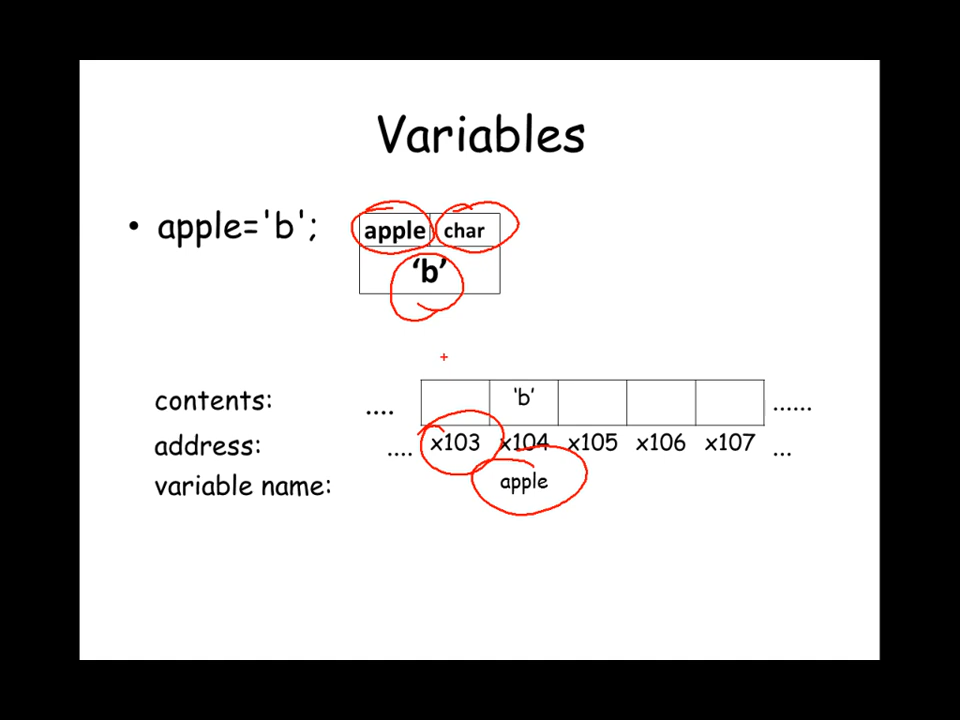 Variables
• apple='b';
apple char
‘b’
contents: .... ‘b’ ......
address: .... x103 x104 x105 x106 x107 ...
variable name: apple